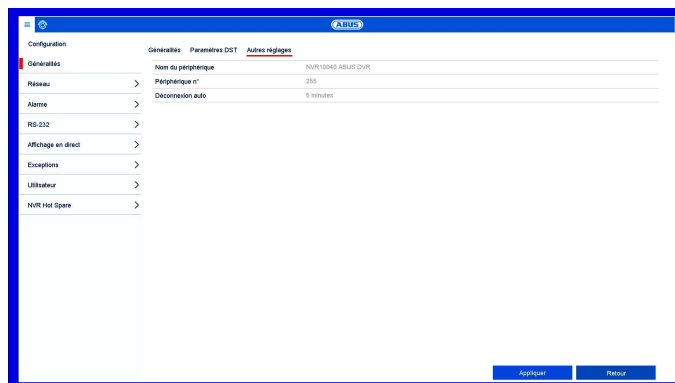 ABUS
Configuration
Généralités
Réseau
Alarme
RS-232
Affichage en direct
Exceptions
Utilisateur
NVR Hot Spare
Généralités Paramètres DST Autres réglages
Nom du périphérique NVR10040 ABUS DVR
Périphérique n° 255
Déconnexion auto 5 minutes
Appliquer Retour